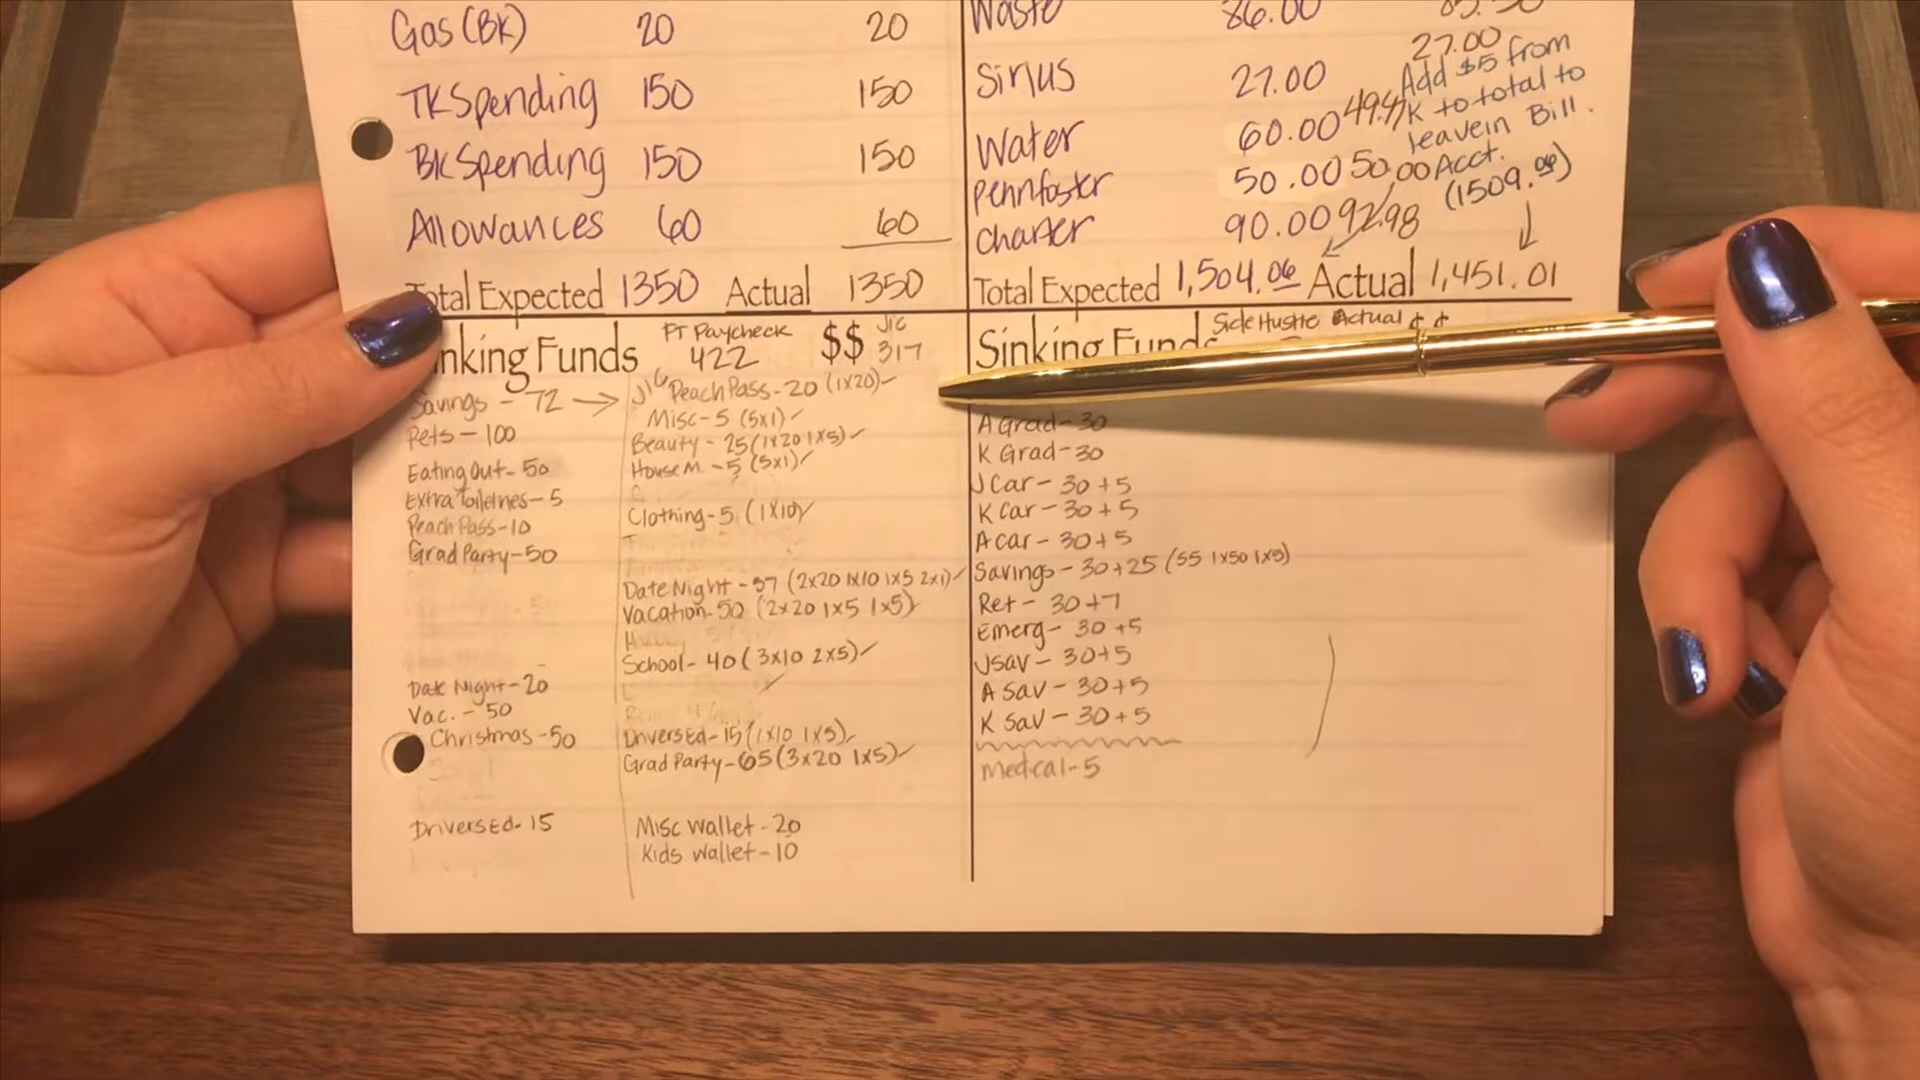 Gas (BK) 20 20
TK Spending 150 150
BK Spending 150 150
Allowances 60 60
Total Expected 1350 Actual 1350
Waste 86.00
Sirius 27.00 27.00
Water 60.00 49.47
Pennfoster 50.00 50.00
Charter 90.00 92.98
Add $5 from
K to total to
leave in Bill
Acct.
(1509.06)
Total Expected 1,504.06 Actual 1,451.01
Sinking Funds PT Paycheck 422 $$ JIC 317
Savings - 72
Pets - 100
Eating Out - 50
Extra Toiletries - 5
Peach Pass - 10
Grad Party - 50
Date Night - 20
Vac. - 50
Christmas - 50
Drivers Ed - 15
JIC Peach Pass - 20 (1x20)
Misc - 5 (5x1)
Beauty - 25 (1x20 1x5)
House M. - 5 (5x1)
Clothing - 5 (1x10)
Date Night - 57 (2x20 1x10 1x5 2x1)
Vacation - 50 (2x20 1x5 1x5)
School - 40 (3x10 2x5)
Drivers Ed - 15 (1x10 1x5)
Grad Party - 65 (3x20 1x5)
Misc Wallet - 20
Kids Wallet - 10
Sinking Funds Side Hustle Actual
A Grad - 30
K Grad - 30
J Car - 30 + 5
K Car - 30 + 5
A Car - 30 + 5
Savings - 30 + 25 (55 1x50 1x5)
Ret - 30 + 7
Emerg - 30 + 5
J Sav - 30 + 5
A Sav - 30 + 5
K Sav - 30 + 5
Medical - 5